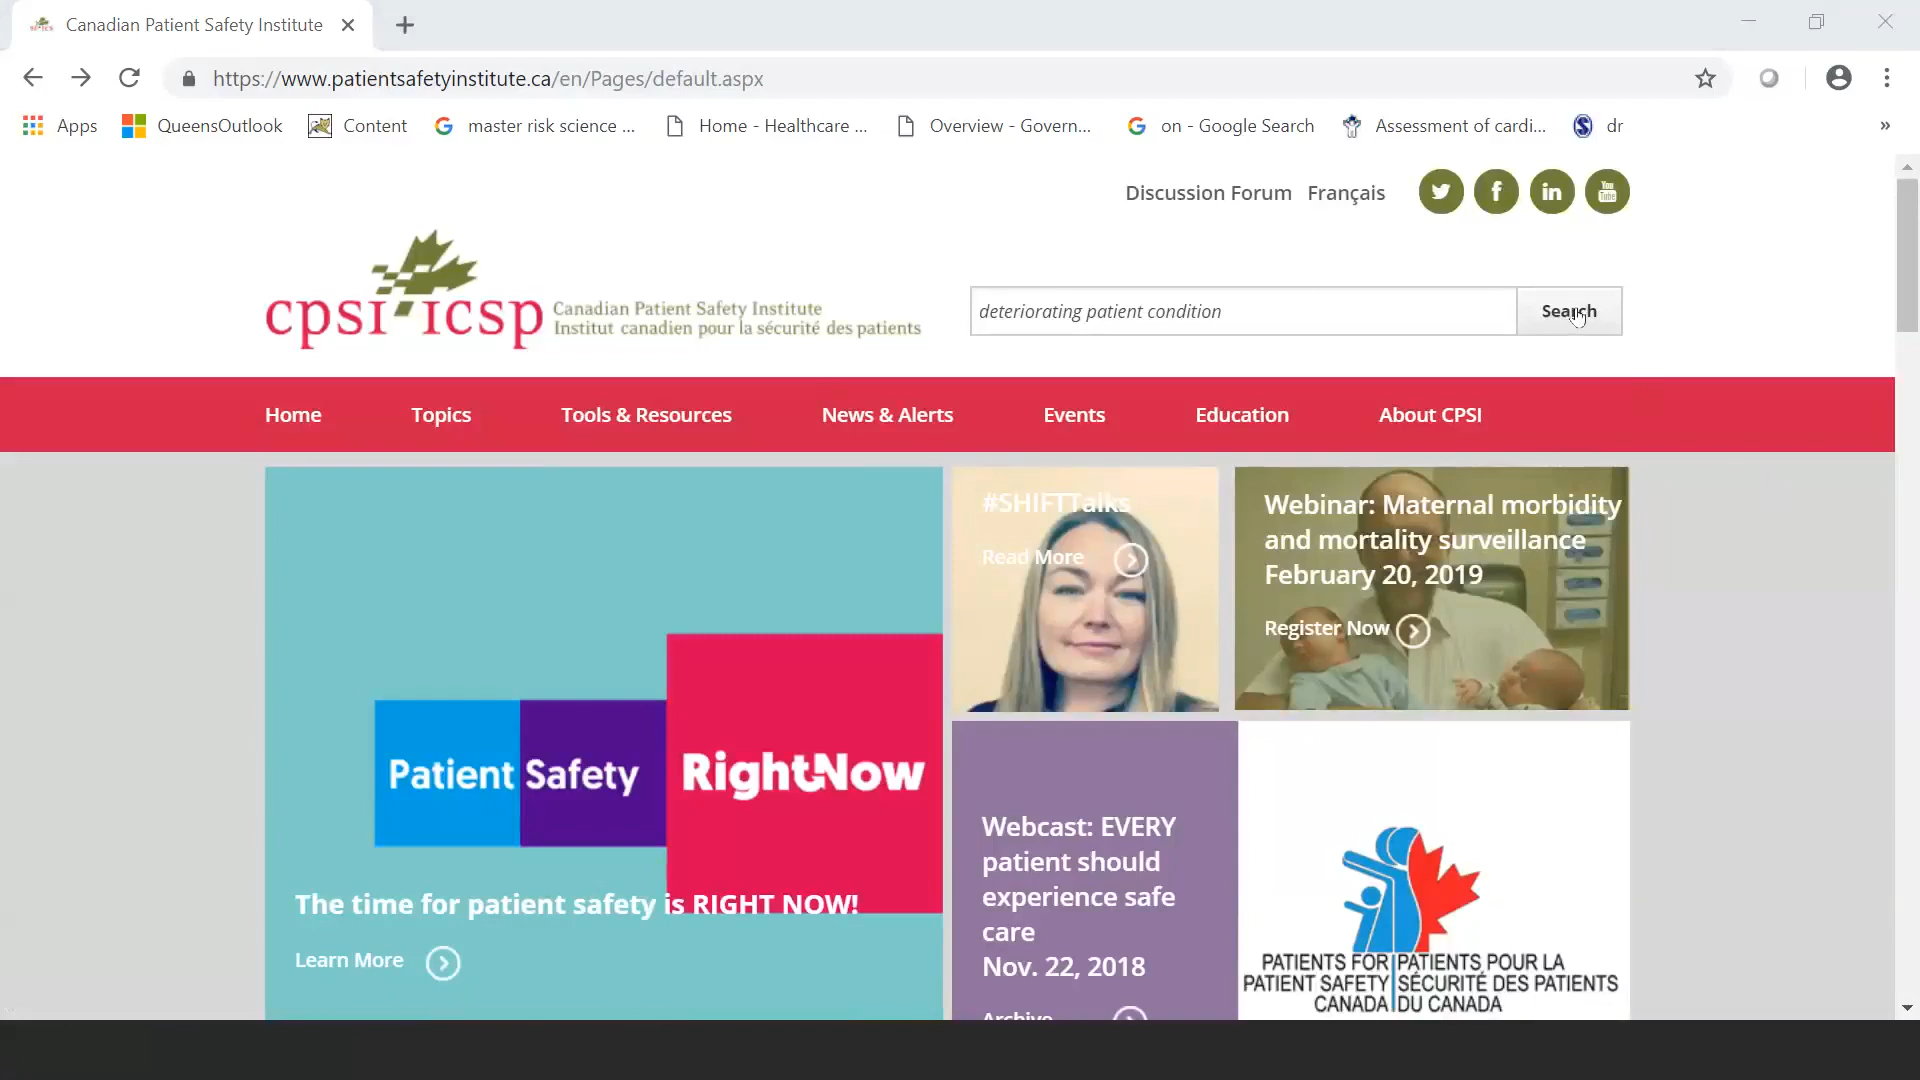 Canadian Patient Safety Institute
https://www.patientsafetyinstitute.ca/en/Pages/default.aspx
Apps QueensOutlook Content master risk science ... Home - Healthcare ... Overview - Govern... on - Google Search Assessment of cardi... dr
Discussion Forum Français
You
Tube
cpsi icsp
Canadian Patient Safety Institute
Institut canadien pour la sécurité des patients
deteriorating patient condition Search
Home Topics Tools & Resources News & Alerts Events Education About CPSI
#SHIFTTalks
Read More
Webinar: Maternal morbidity
and mortality surveillance
February 20, 2019
Register Now
Patient Safety RightNow
The time for patient safety is RIGHT NOW!
Learn More
Webcast: EVERY
patient should
experience safe
care
Nov. 22, 2018
Archive
PATIENTS FOR PATIENTS POUR LA
PATIENT SAFETY SÉCURITÉ DES PATIENTS
CANADA DU CANADA